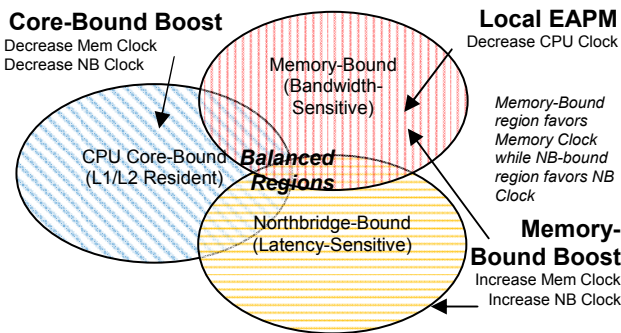 Core-Bound Boost
Decrease Mem Clock
Decrease NB Clock
Local EAPM
Decrease CPU Clock
Memory-Bound
(Bandwidth-
Sensitive)
Memory-Bound
region favors
Memory Clock
while NB-bound
region favors NB
Clock
CPU Core-Bound
(L1/L2 Resident)
Balanced
Regions
Northbridge-Bound
(Latency-Sensitive)
Memory-
Bound Boost
Increase Mem Clock
Increase NB Clock